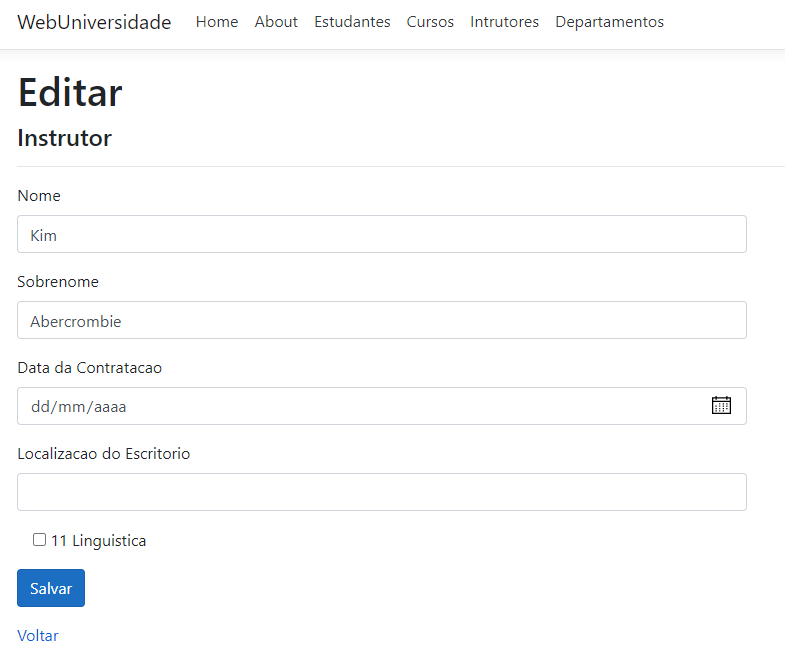 WebUniversidade Home About Estudantes Cursos Intrutores Departamentos
Editar
Instrutor
Nome
Kim
Sobrenome
Abercrombie
Data da Contratacao
dd/mm/aaaa
Localizacao do Escritorio
11 Linguistica
Salvar
Voltar